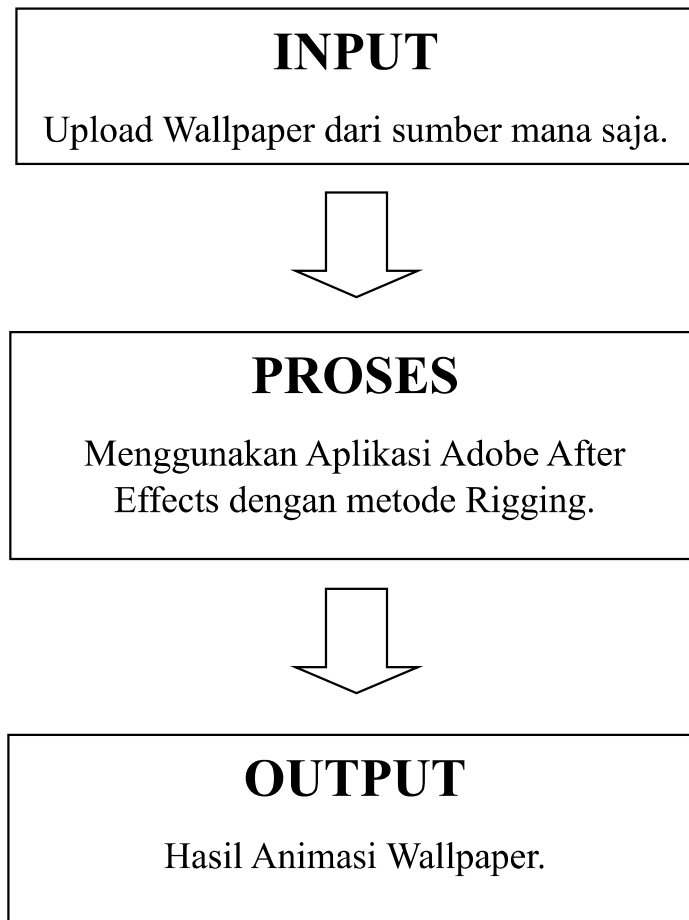 INPUT
Upload Wallpaper dari sumber mana saja.
PROSES
Menggunakan Aplikasi Adobe After
Effects dengan metode Rigging.
OUTPUT
Hasil Animasi Wallpaper.